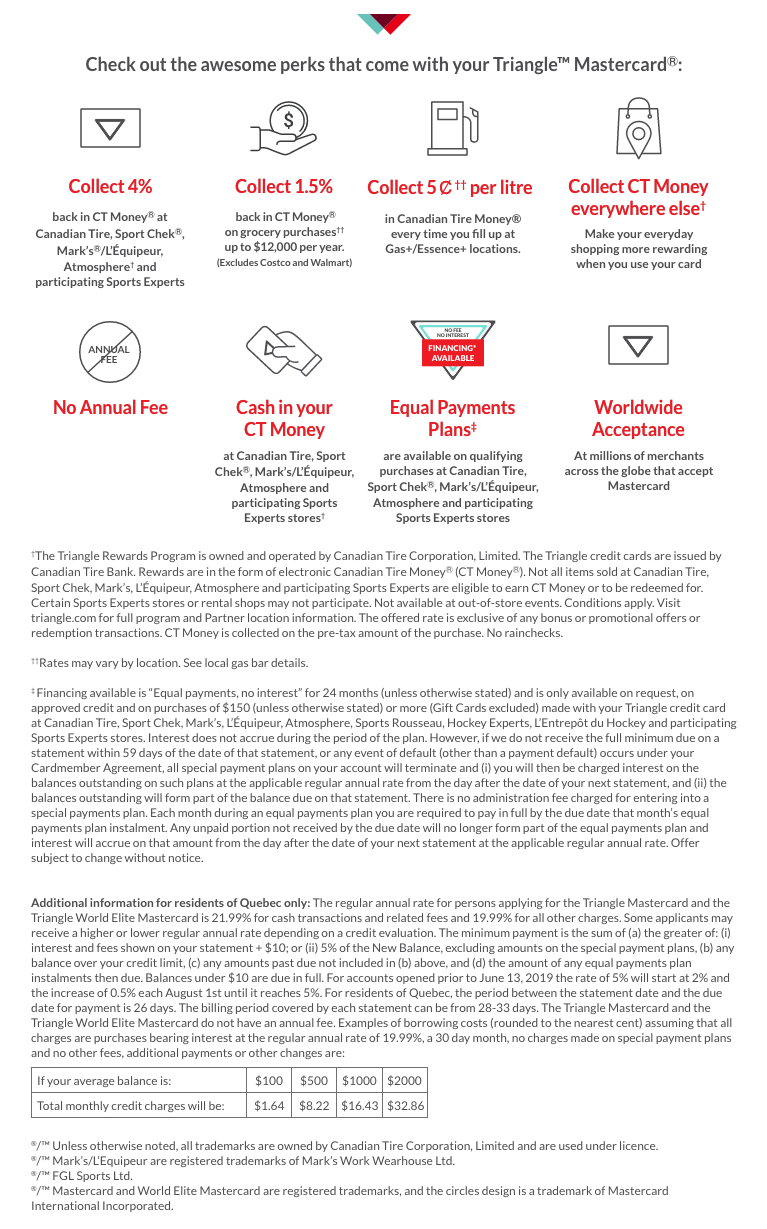 Check out the awesome perks that come with your Triangle™ Mastercard®:
Collect 4%
back in CT Money® at
Canadian Tire, Sport Chek®,
Mark's®/L'Équipeur,
Atmosphere† and
participating Sports Experts
$
Collect 1.5%
back in CT Money®
on grocery purchases††
up to $12,000 per year.
(Excludes Costco and Walmart)
Collect 5 ₵ †† per litre
in Canadian Tire Money®
every time you fill up at
Gas+/Essence+ locations.
Collect CT Money
everywhere else†
Make your everyday
shopping more rewarding
when you use your card
ANNUAL
FEE
No Annual Fee
Cash in your
CT Money
at Canadian Tire, Sport
Chek®, Mark's/L'Équipeur,
Atmosphere and
participating Sports
Experts stores†
NO FEE
NO INTEREST
FINANCING*
AVAILABLE
Equal Payments
Plans‡
are available on qualifying
purchases at Canadian Tire,
Sport Chek®, Mark's/L'Équipeur,
Atmosphere and participating
Sports Experts stores
Worldwide
Acceptance
At millions of merchants
across the globe that accept
Mastercard
†The Triangle Rewards Program is owned and operated by Canadian Tire Corporation, Limited. The Triangle credit cards are issued by
Canadian Tire Bank. Rewards are in the form of electronic Canadian Tire Money® (CT Money®). Not all items sold at Canadian Tire,
Sport Chek, Mark's, L'Équipeur, Atmosphere and participating Sports Experts are eligible to earn CT Money or to be redeemed for.
Certain Sports Experts stores or rental shops may not participate. Not available at out-of-store events. Conditions apply. Visit
triangle.com for full program and Partner location information. The offered rate is exclusive of any bonus or promotional offers or
redemption transactions. CT Money is collected on the pre-tax amount of the purchase. No rainchecks.
††Rates may vary by location. See local gas bar details.
‡ Financing available is "Equal payments, no interest" for 24 months (unless otherwise stated) and is only available on request, on
approved credit and on purchases of $150 (unless otherwise stated) or more (Gift Cards excluded) made with your Triangle credit card
at Canadian Tire, Sport Chek, Mark's, L'Équipeur, Atmosphere, Sports Rousseau, Hockey Experts, L'Entrepôt du Hockey and participating
Sports Experts stores. Interest does not accrue during the period of the plan. However, if we do not receive the full minimum due on a
statement within 59 days of the date of that statement, or any event of default (other than a payment default) occurs under your
Cardmember Agreement, all special payment plans on your account will terminate and (i) you will then be charged interest on the
balances outstanding on such plans at the applicable regular annual rate from the day after the date of your next statement, and (ii) the
balances outstanding will form part of the balance due on that statement. There is no administration fee charged for entering into a
special payments plan. Each month during an equal payments plan you are required to pay in full by the due date that month's equal
payments plan instalment. Any unpaid portion not received by the due date will no longer form part of the equal payments plan and
interest will accrue on that amount from the day after the date of your next statement at the applicable regular annual rate. Offer
subject to change without notice.
Additional information for residents of Quebec only: The regular annual rate for persons applying for the Triangle Mastercard and the
Triangle World Elite Mastercard is 21.99% for cash transactions and related fees and 19.99% for all other charges. Some applicants may
receive a higher or lower regular annual rate depending on a credit evaluation. The minimum payment is the sum of (a) the greater of: (i)
interest and fees shown on your statement + $10; or (ii) 5% of the New Balance, excluding amounts on the special payment plans, (b) any
balance over your credit limit, (c) any amounts past due not included in (b) above, and (d) the amount of any equal payments plan
instalments then due. Balances under $10 are due in full. For accounts opened prior to June 13, 2019 the rate of 5% will start at 2% and
the increase of 0.5% each August 1st until it reaches 5%. For residents of Quebec, the period between the statement date and the due
date for payment is 26 days. The billing period covered by each statement can be from 28-33 days. The Triangle Mastercard and the
Triangle World Elite Mastercard do not have an annual fee. Examples of borrowing costs (rounded to the nearest cent) assuming that all
charges are purchases bearing interest at the regular annual rate of 19.99%, a 30 day month, no charges made on special payment plans
and no other fees, additional payments or other changes are:
If your average balance is: $100 $500 $1000 $2000
Total monthly credit charges will be: $1.64 $8.22 $16.43 $32.86
®/™ Unless otherwise noted, all trademarks are owned by Canadian Tire Corporation, Limited and are used under licence.
®/™ Mark's/L'Equipeur are registered trademarks of Mark's Work Wearhouse Ltd.
®/™ FGL Sports Ltd.
®/™ Mastercard and World Elite Mastercard are registered trademarks, and the circles design is a trademark of Mastercard
International Incorporated.